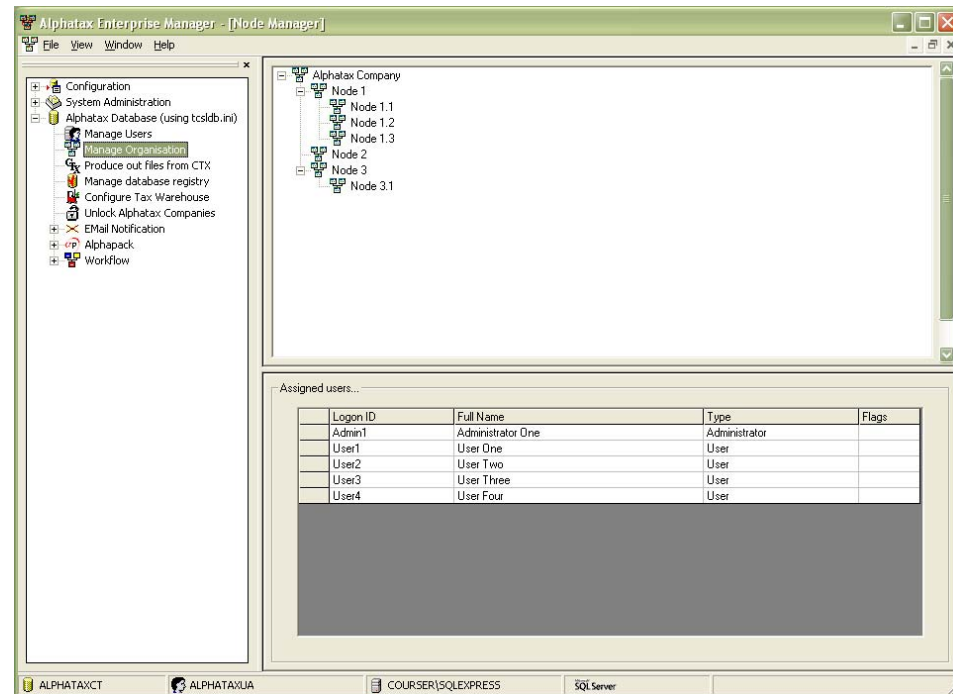 Alphatax Enterprise Manager - [Node Manager]
File View Window Help
Configuration
System Administration
Alphatax Database (using tcsldb.ini)
Manage Users
Manage Organisation
Produce out files from CTX
Manage database registry
Configure Tax Warehouse
Unlock Alphatax Companies
EMail Notification
Alphapack
Workflow
Alphatax Company
Node 1
Node 1.1
Node 1.2
Node 1.3
Node 2
Node 3
Node 3.1
Assigned users...
Logon ID Full Name Type Flags
Admin1 Administrator One Administrator
User1 User One User
User2 User Two User
User3 User Three User
User4 User Four User
ALPHATAXCT ALPHATAXUA COURSER\SQLEXPRESS SQL Server